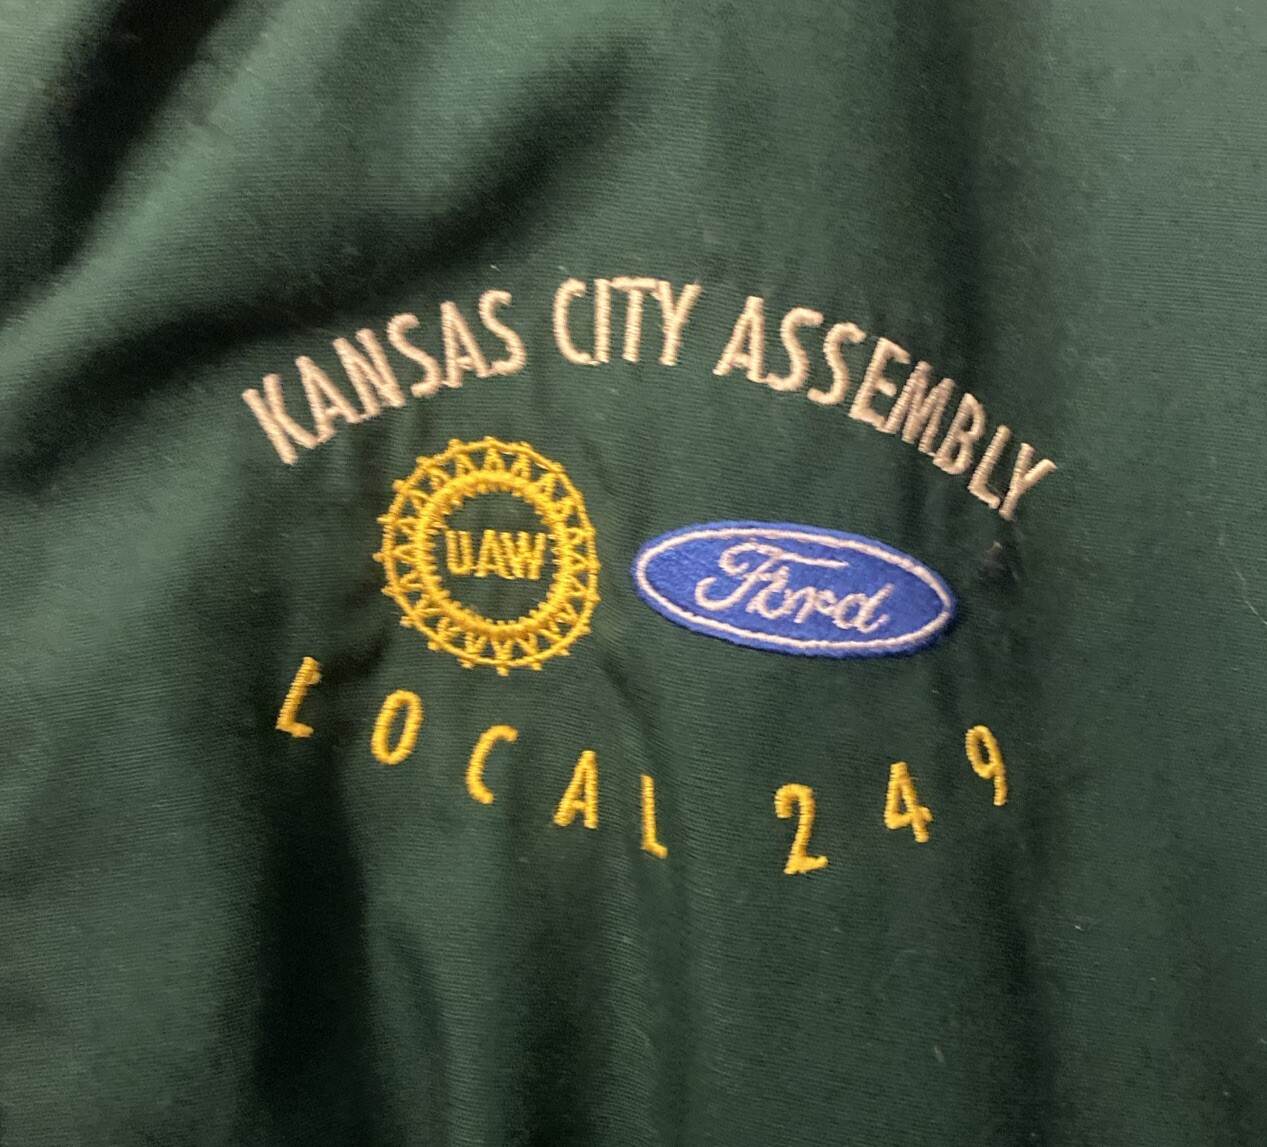 KANSAS CITY ASSEMBLY
UAW
Ford
LOCAL 249